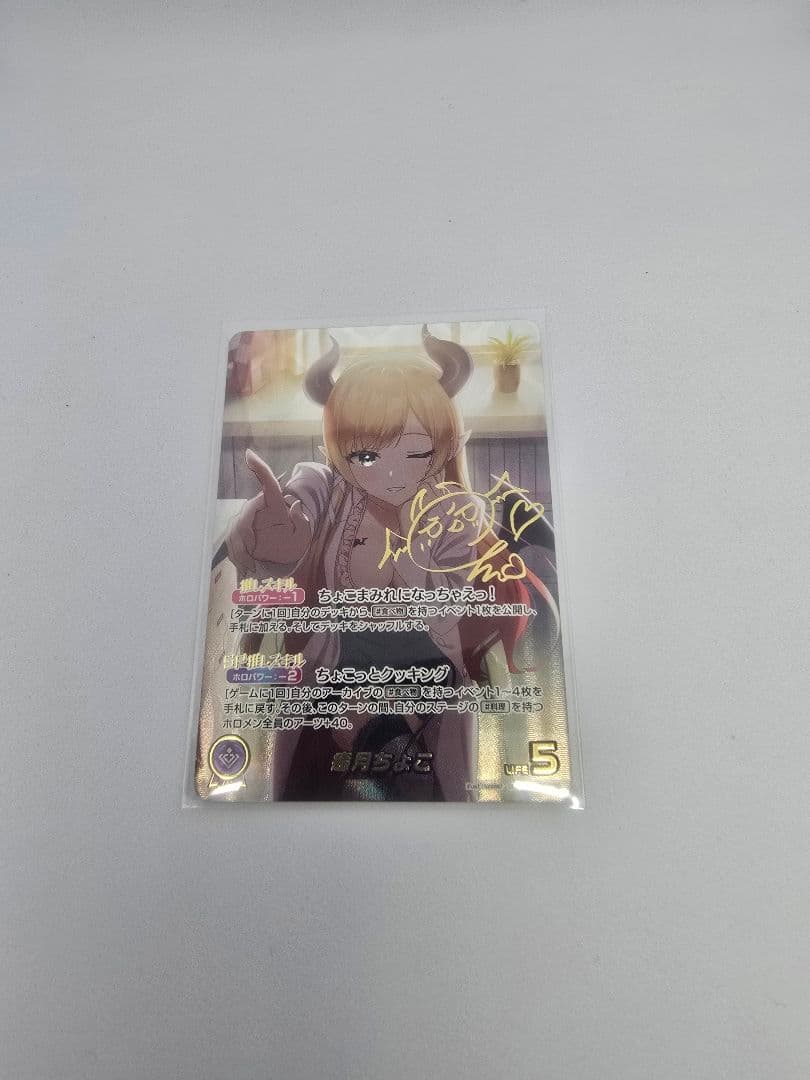 推しスキル
ホロパワー:-1 ちょこまみれになっちゃえっ!
[ターンに1回]自分のデッキから、#食べ物を持つイベント1枚を公開し、
手札に加える。そしてデッキをシャッフルする。
SP推しスキル
ホロパワー:-2 ちょこっとクッキング
[ゲームに1回]自分のアーカイブの#食べ物を持つイベント1~4枚を
手札に戻す。その後、このターンの間、自分のステージの#料理を持つ
ホロメン全員のアーツ+40。
癒月ちょこ
LIFE 5